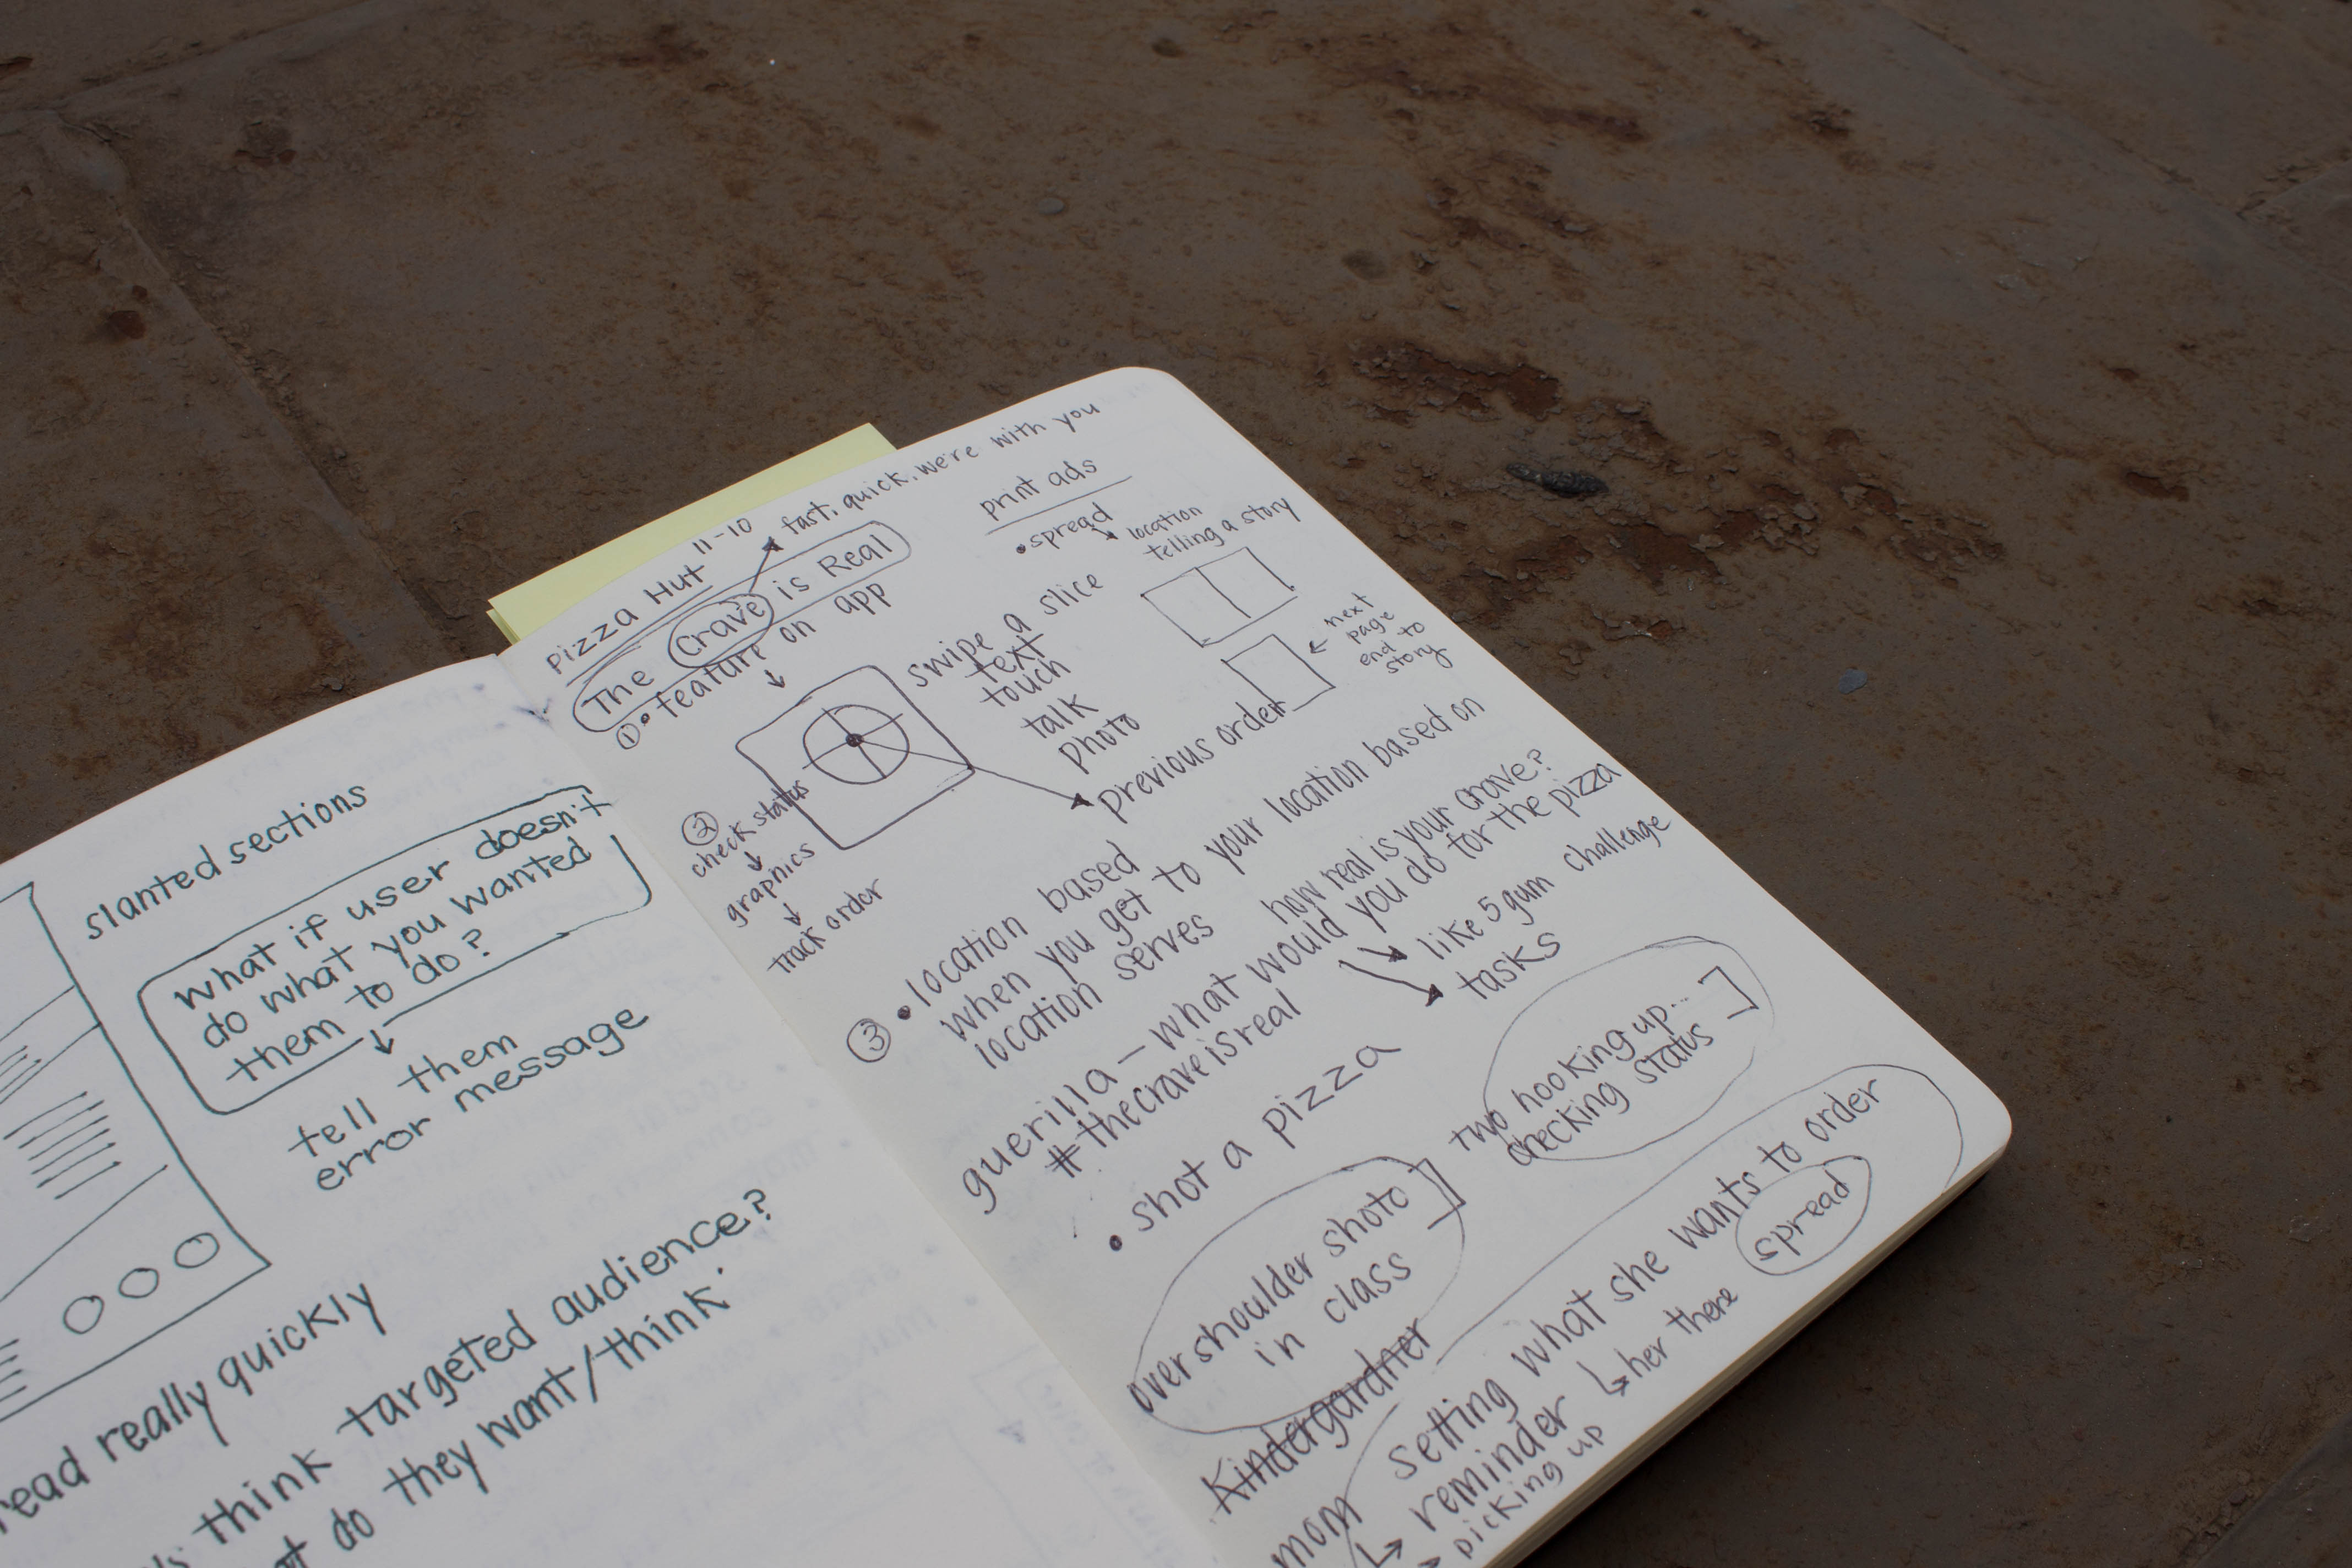 slanted sections
what if user doesn't
do what you wanted
them to do?
tell them
error message
read really quickly
think targeted audience?
do they want/think.
pizza Hut 11-10
fast, quick, we're with you
The Crave is Real
① • feature on app
swipe a slice
text
touch
talk
photo
previous order
print ads
• spread
location
telling a story
next
page
end to
story
②
check status
graphics
track order
③ • location based
when you get to your location based on
location serves
how real is your crave?
guerilla — what would you do for the pizza
# thecraveisreal
like 5 gum challenge
tasks
• shot a pizza
two hooking up...
checking status
over shoulder shoto
in class
Kindergardner
mom setting what she wants to order
spread
reminder
her there
picking up